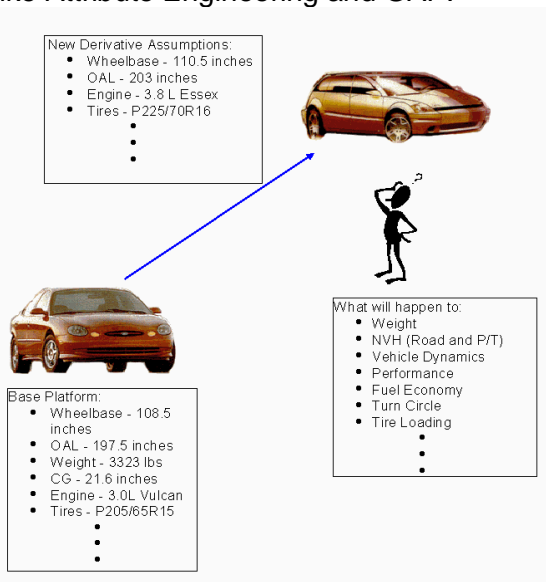 New Derivative Assumptions:
• Wheelbase - 110.5 inches
• OAL - 203 inches
• Engine - 3.8 L Essex
• Tires - P225/70R16
•
•
•
?
What will happen to:
• Weight
• NVH (Road and P/T)
• Vehicle Dynamics
• Performance
• Fuel Economy
• Turn Circle
• Tire Loading
•
•
•
Base Platform:
• Wheelbase - 108.5
inches
• OAL - 197.5 inches
• Weight - 3323 lbs
• CG - 21.6 inches
• Engine - 3.0L Vulcan
• Tires - P205/65R15
•
•
•